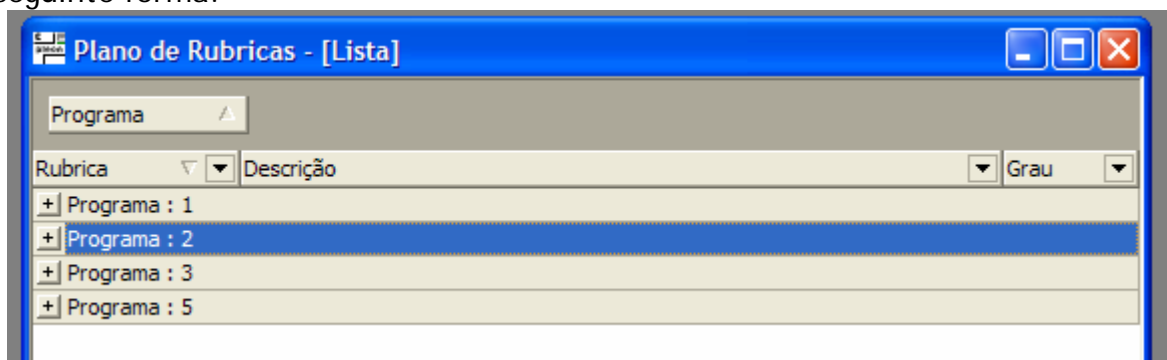 seguinte forma:
Plano de Rubricas - [Lista]
Programa
Rubrica Descrição Grau
Programa : 1
Programa : 2
Programa : 3
Programa : 5